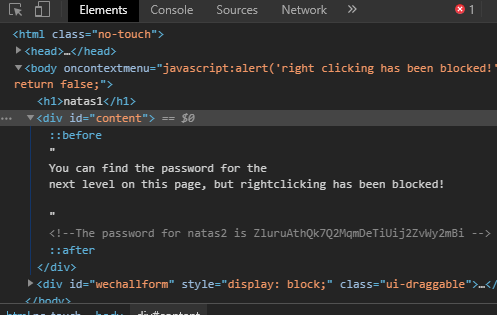 Elements Console Sources Network » 1
<html class="no-touch">
<head>…</head>
<body oncontextmenu="javascript:alert('right clicking has been blocked!'
return false;">
<h1>natas1</h1>
… <div id="content"> == $0
::before
"
You can find the password for the
next level on this page, but rightclicking has been blocked!
"
<!--The password for natas2 is ZluruAthQk7Q2MqmDeTiUij2ZvWy2mBi -->
::after
</div>
<div id="wechallform" style="display: block;" class="ui-draggable">…</
</body>
html.no-touch body div#content